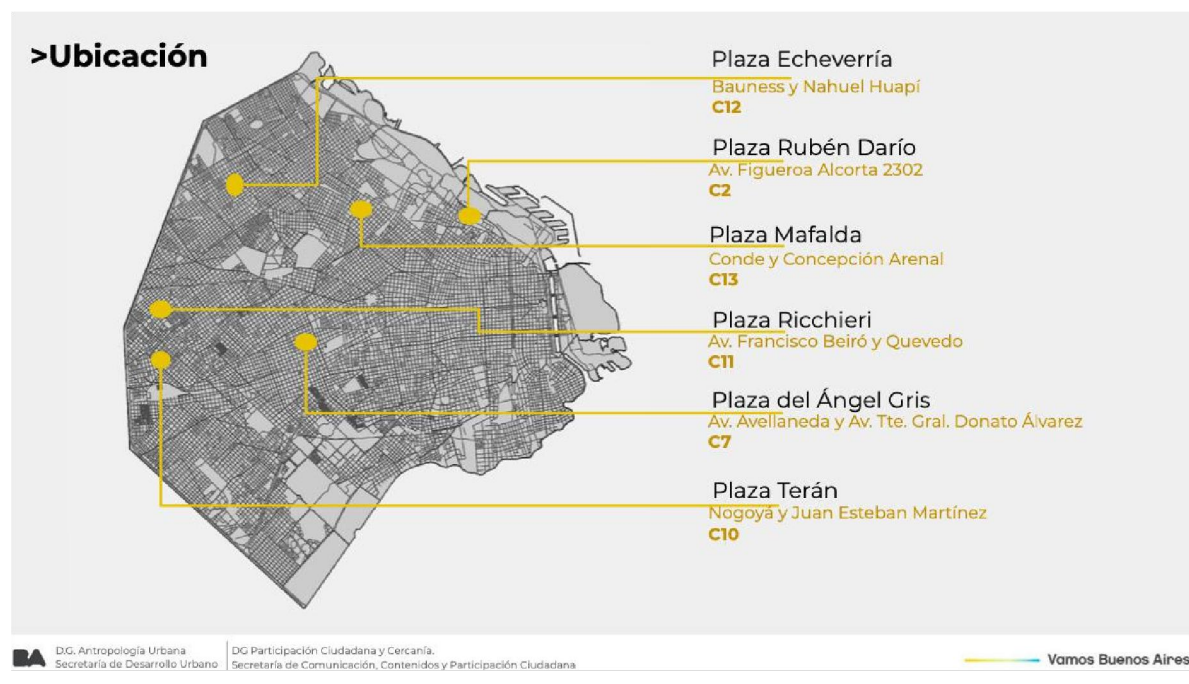 >Ubicación
Plaza Echeverría
Bauness y Nahuel Huapí
C12
Plaza Rubén Darío
Av. Figueroa Alcorta 2302
C2
Plaza Mafalda
Conde y Concepción Arenal
C13
Plaza Ricchieri
Av. Francisco Beiró y Quevedo
C11
Plaza del Ángel Gris
Av. Avellaneda y Av. Tte. Gral. Donato Álvarez
C7
Plaza Terán
Nogoyá y Juan Esteban Martínez
C10
BA
D.G. Antropología Urbana
Secretaría de Desarrollo Urbano
DG Participación Ciudadana y Cercanía.
Secretaría de Comunicación, Contenidos y Participación Ciudadana
Vamos Buenos Aires